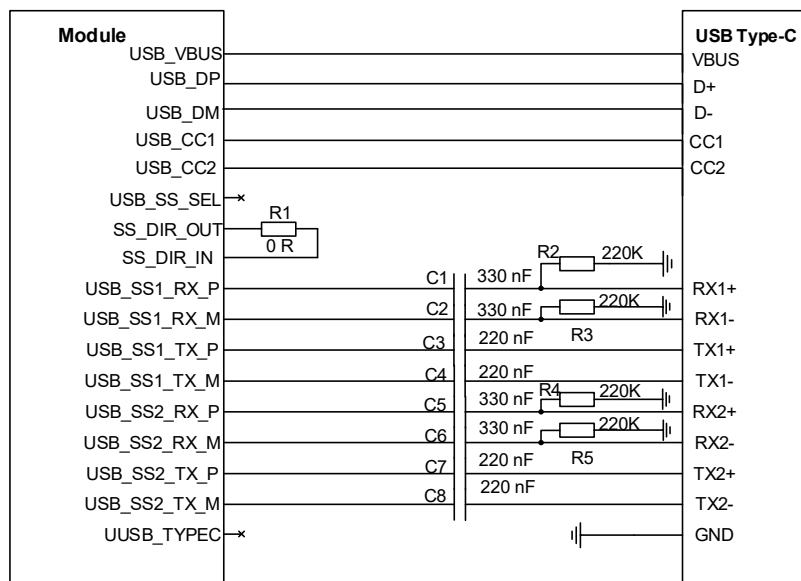 Module
USB Type-C
USB_VBUS
VBUS
USB_DP
D+
USB_DM
D-
USB_CC1
CC1
USB_CC2
CC2
USB_SS_SEL
SS_DIR_OUT
R1
0 R
SS_DIR_IN
R2
220K
USB_SS1_RX_P
C1
330 nF
RX1+
220K
USB_SS1_RX_M
C2
330 nF
RX1-
R3
USB_SS1_TX_P
C3
220 nF
TX1+
USB_SS1_TX_M
C4
220 nF
TX1-
R4
220K
USB_SS2_RX_P
C5
330 nF
RX2+
220K
USB_SS2_RX_M
C6
330 nF
RX2-
R5
USB_SS2_TX_P
C7
220 nF
TX2+
USB_SS2_TX_M
C8
220 nF
TX2-
UUSB_TYPEC
GND